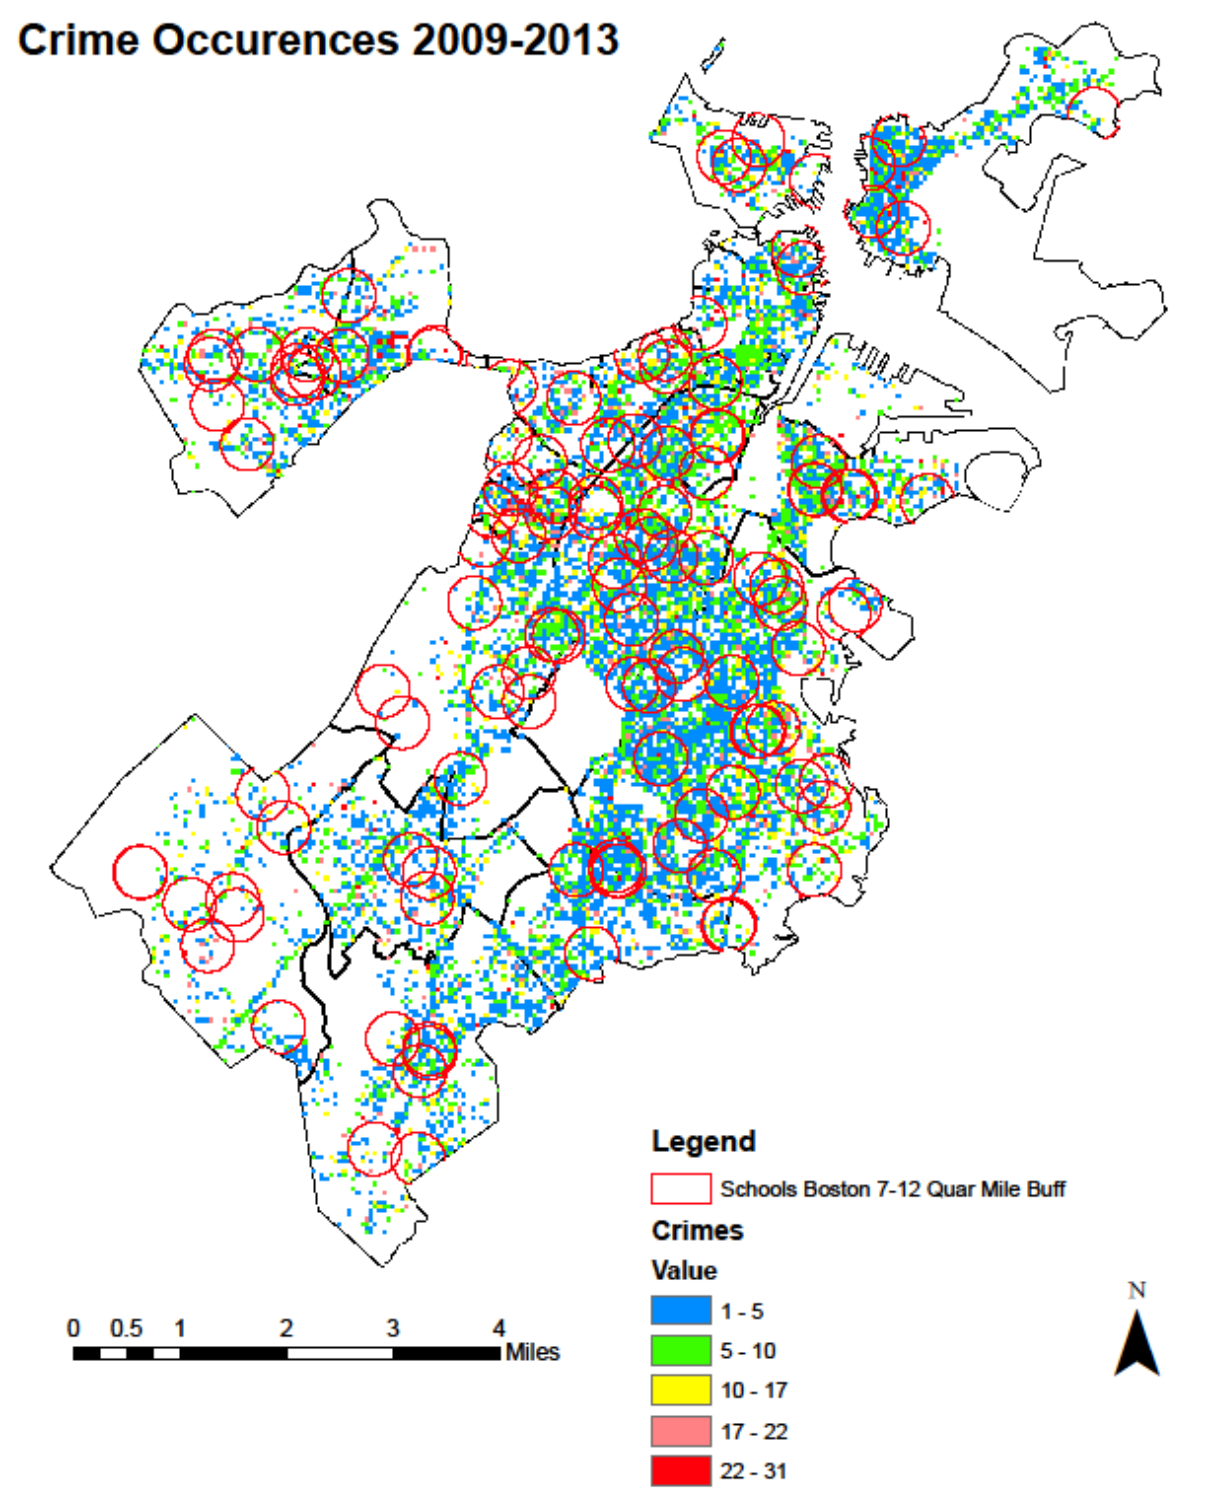 Crime Occurences 2009-2013
Legend
Schools Boston 7-12 Quar Mile Buff
Crimes
Value
1 - 5
5 - 10
10 - 17
17 - 22
22 - 31
0 0.5 1 2 3 4
Miles
N